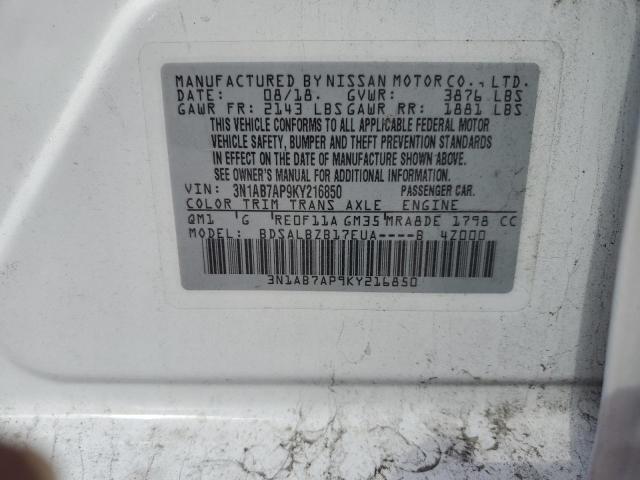 MANUFACTURED BY NISSAN MOTOR CO., LTD.
DATE: 08/18. GVWR: 3876 LBS
GAWR FR: 2143 LBS GAWR RR: 1881 LBS
THIS VEHICLE CONFORMS TO ALL APPLICABLE FEDERAL MOTOR
VEHICLE SAFETY, BUMPER, AND THEFT PREVENTION STANDARDS
IN EFFECT ON THE DATE OF MANUFACTURE SHOWN ABOVE.
SEE OWNER'S MANUAL FOR ADDITIONAL INFORMATION.
VIN: 3N1AB7AP9KY216850 PASSENGER CAR.
COLOR TRIM TRANS AXLE ENGINE
QM1 G RE0F11A GM35 MRA8DE 1798 CC
MODEL: BDSALBZB17EUA----B 4Z000
3N1AB7AP9KY216850